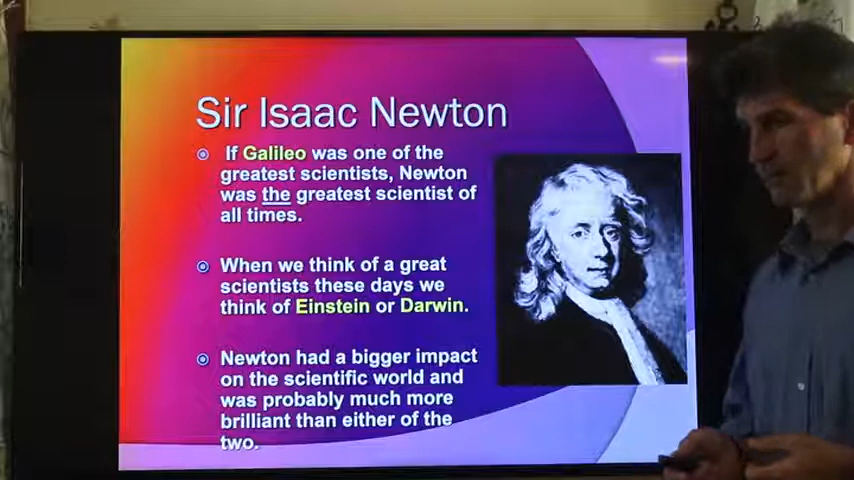 Sir Isaac Newton
If Galileo was one of the
greatest scientists, Newton
was the greatest scientist of
all times.
When we think of a great
scientists these days we
think of Einstein or Darwin.
Newton had a bigger impact
on the scientific world and
was probably much more
brilliant than either of the
two.